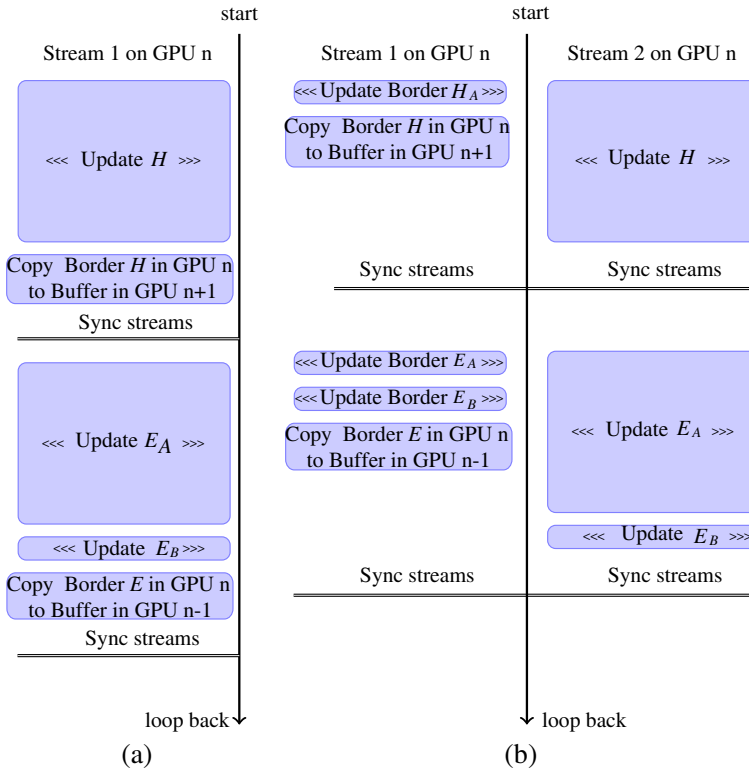 start
Stream 1 on GPU n
<<< Update H >>>
Copy Border H in GPU n
to Buffer in GPU n+1
Sync streams
<<< Update E_A >>>
<<< Update E_B >>>
Copy Border E in GPU n
to Buffer in GPU n-1
Sync streams
loop back
(a)
start
Stream 1 on GPU n
<<< Update Border H_A >>>
Copy Border H in GPU n
to Buffer in GPU n+1
Sync streams
<<< Update Border E_A >>>
<<< Update Border E_B >>>
Copy Border E in GPU n
to Buffer in GPU n-1
Sync streams
Stream 2 on GPU n
<<< Update H >>>
Sync streams
<<< Update E_A >>>
<<< Update E_B >>>
Sync streams
loop back
(b)